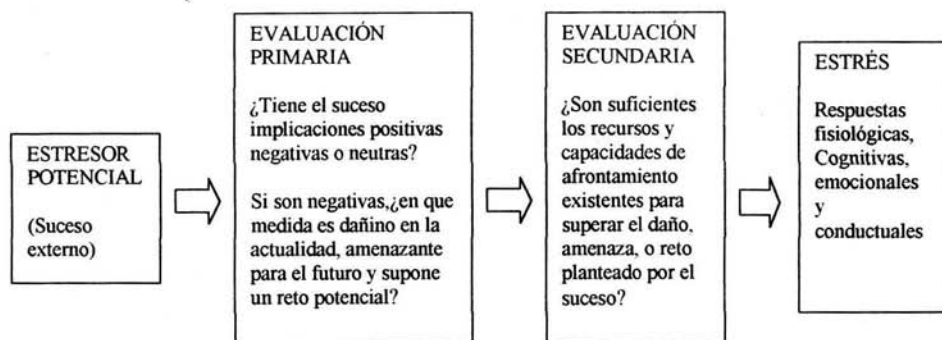 ESTRESOR
POTENCIAL
(Suceso
externo)
EVALUACIÓN
PRIMARIA
¿Tiene el suceso
implicaciones positivas
negativas o neutras?
Si son negativas,¿en que
medida es dañino en la
actualidad, amenazante
para el futuro y supone
un reto potencial?
EVALUACIÓN
SECUNDARIA
¿Son suficientes
los recursos y
capacidades de
afrontamiento
existentes para
superar el daño,
amenaza, o reto
planteado por el
suceso?
ESTRÉS
Respuestas
fisiológicas,
Cognitivas,
emocionales
y
conductuales